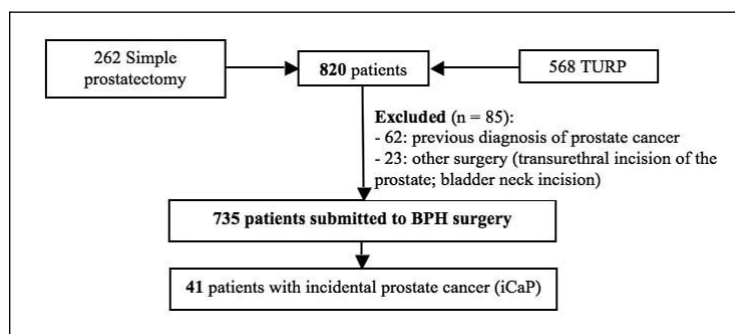 262 Simple
prostatectomy
820 patients
568 TURP
Excluded (n = 85):
- 62: previous diagnosis of prostate cancer
- 23: other surgery (transurethral incision of the
prostate; bladder neck incision)
735 patients submitted to BPH surgery
41 patients with incidental prostate cancer (iCaP)